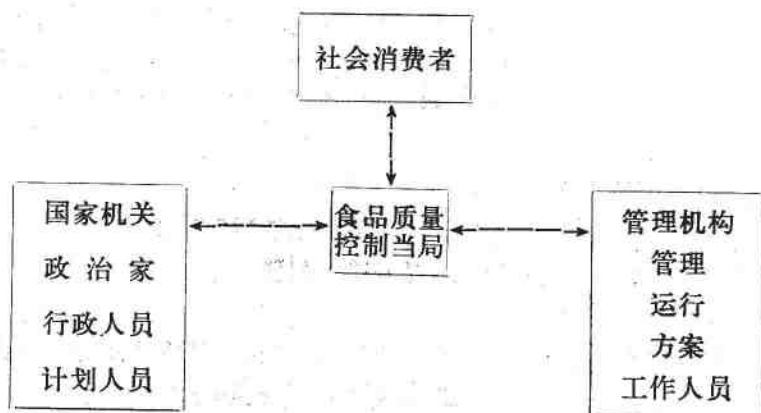 社会消费者
国家机关
政治家
行政人员
计划人员
食品质量
控制当局
管理机构
管理
运行
方案
工作人员